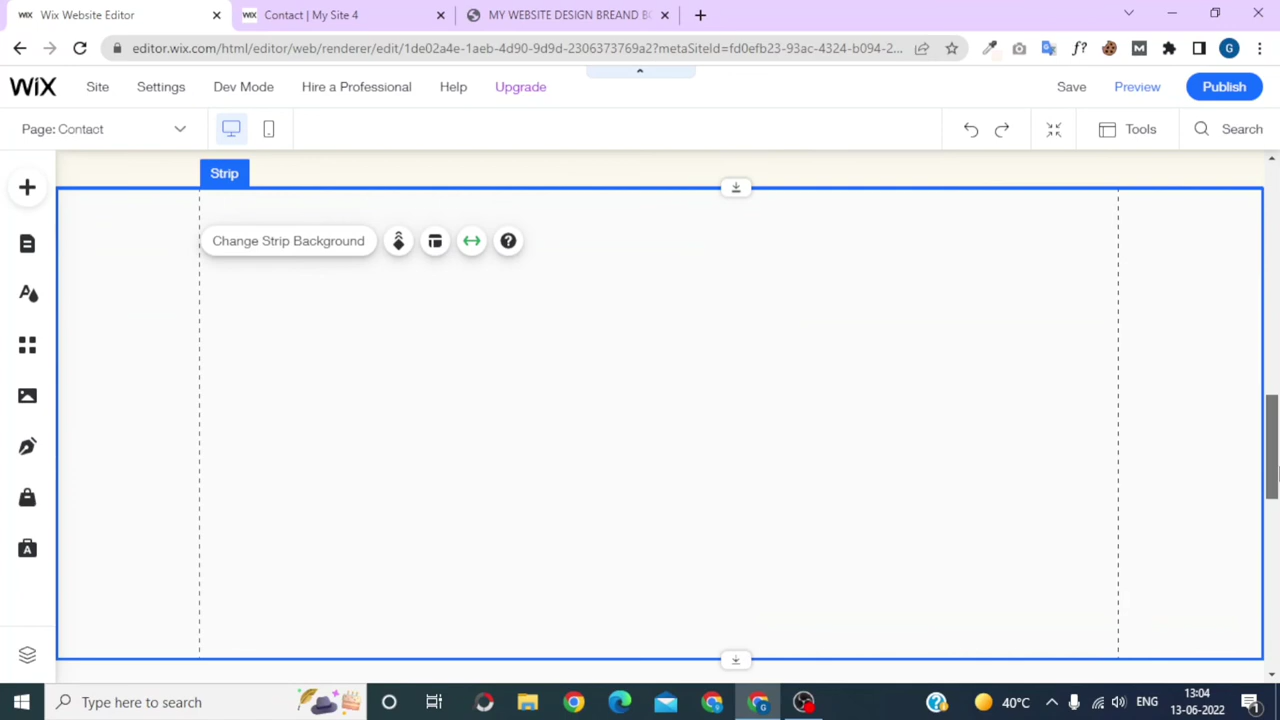 Wix Website Editor
Contact | My Site 4
MY WEBSITE DESIGN BREAND BO
editor.wix.com/html/editor/web/renderer/edit/1de02a4e-1aeb-4d90-9d9d-2306373769a2?metaSiteId=fd0efb23-93ac-4324-b094-2...
f?
M
G
WiX
Site
Settings
Dev Mode
Hire a Professional
Help
Upgrade
Save
Preview
Publish
Page: Contact
Tools
Search
Strip
Change Strip Background
Type here to search
40°C
ENG
13:04
13-06-2022
1